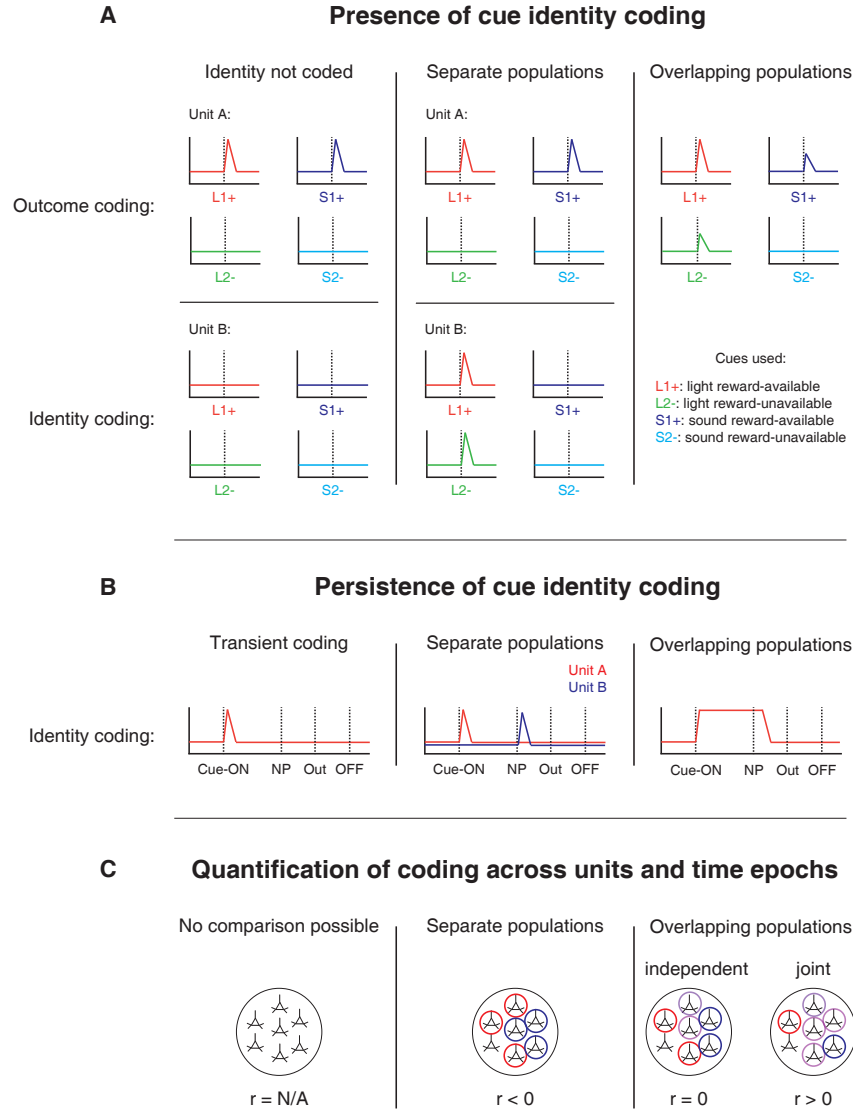 A
Presence of cue identity coding
Identity not coded
Separate populations
Overlapping populations
Unit A:
Unit A:
Outcome coding:
L1+
S1+
L1+
S1+
L1+
S1+
L2-
S2-
L2-
S2-
L2-
S2-
Unit B:
Unit B:
Identity coding:
L1+
S1+
L1+
S1+
L2-
S2-
L2-
S2-
Cues used:
L1+: light reward-available
L2-: light reward-unavailable
S1+: sound reward-available
S2-: sound reward-unavailable
B
Persistence of cue identity coding
Transient coding
Separate populations
Overlapping populations
Unit A
Unit B
Identity coding:
Cue-ON NP Out OFF
Cue-ON NP Out OFF
Cue-ON NP Out OFF
C
Quantification of coding across units and time epochs
No comparison possible
Separate populations
Overlapping populations
independent
joint
r = N/A
r < 0
r = 0
r > 0